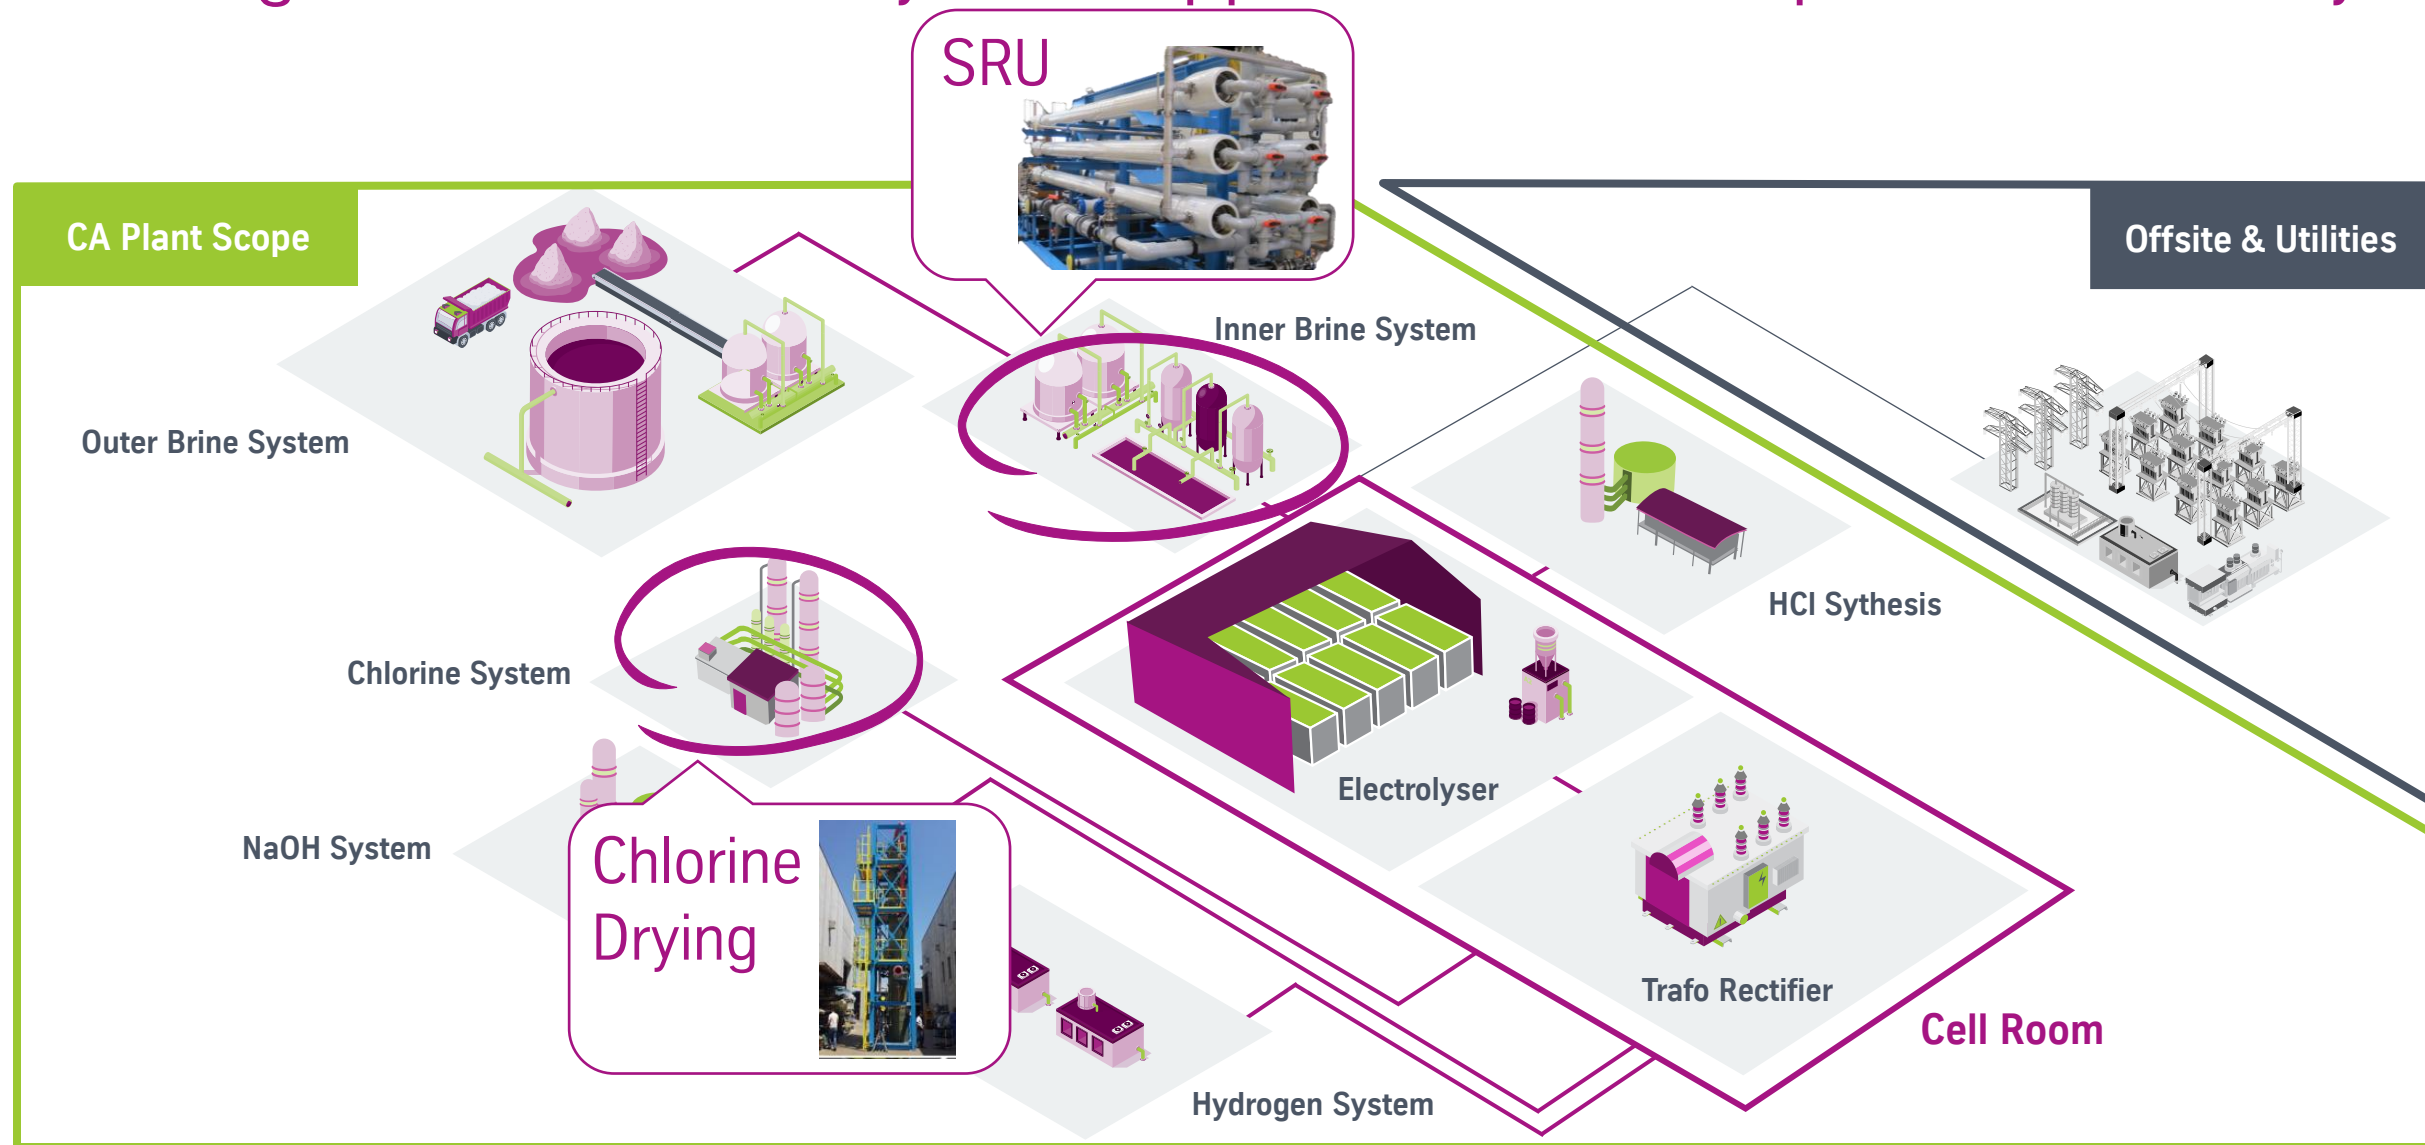 SRU
CA Plant Scope
Offsite & Utilities
Inner Brine System
Outer Brine System
HCl Sythesis
Chlorine System
Electrolyser
NaOH System
Chlorine
Drying
Trafo Rectifier
Cell Room
Hydrogen System